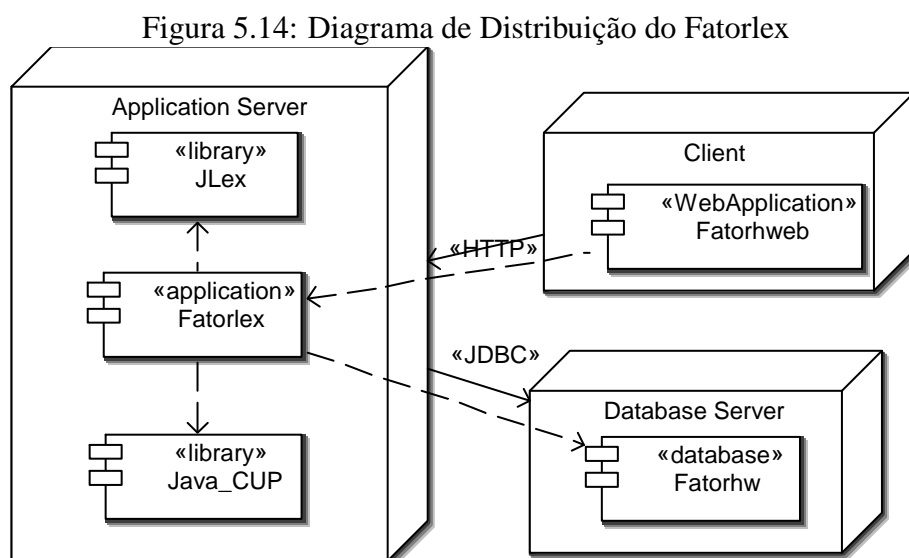 Figura 5.14: Diagrama de Distribuição do Fatorlex
Application Server
«library»
JLex
«application»
Fatorlex
«library»
Java_CUP
«HTTP»
«JDBC»
Client
«WebApplication»
Fatorhweb
Database Server
«database»
Fatorhw